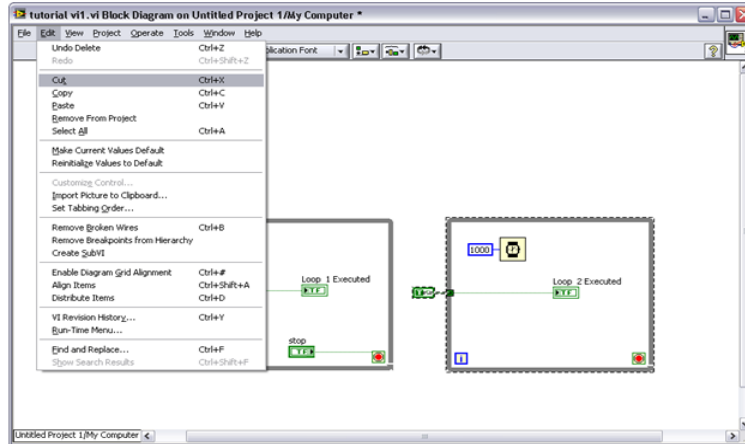 tutorial vi1.vi Block Diagram on Untitled Project 1/My Computer *
File Edit View Project Operate Tools Window Help
plication Font
Undo Delete Ctrl+Z
Redo Ctrl+Shift+Z
Cut Ctrl+X
Copy Ctrl+C
Paste Ctrl+V
Remove From Project
Select All Ctrl+A
Make Current Values Default
Reinitialize Values to Default
Customize Control...
Import Picture to Clipboard...
Set Tabbing Order...
Remove Broken Wires Ctrl+B
Remove Breakpoints from Hierarchy
Create SubVI
Enable Diagram Grid Alignment Ctrl+#
Align Items Ctrl+Shift+A
Distribute Items Ctrl+D
VI Revision History... Ctrl+Y
Run-Time Menu...
Find and Replace... Ctrl+F
Show Search Results Ctrl+Shift+F
Loop 1 Executed
TF
stop
TF
1000
Loop 2 Executed
TF
i
Untitled Project 1/My Computer